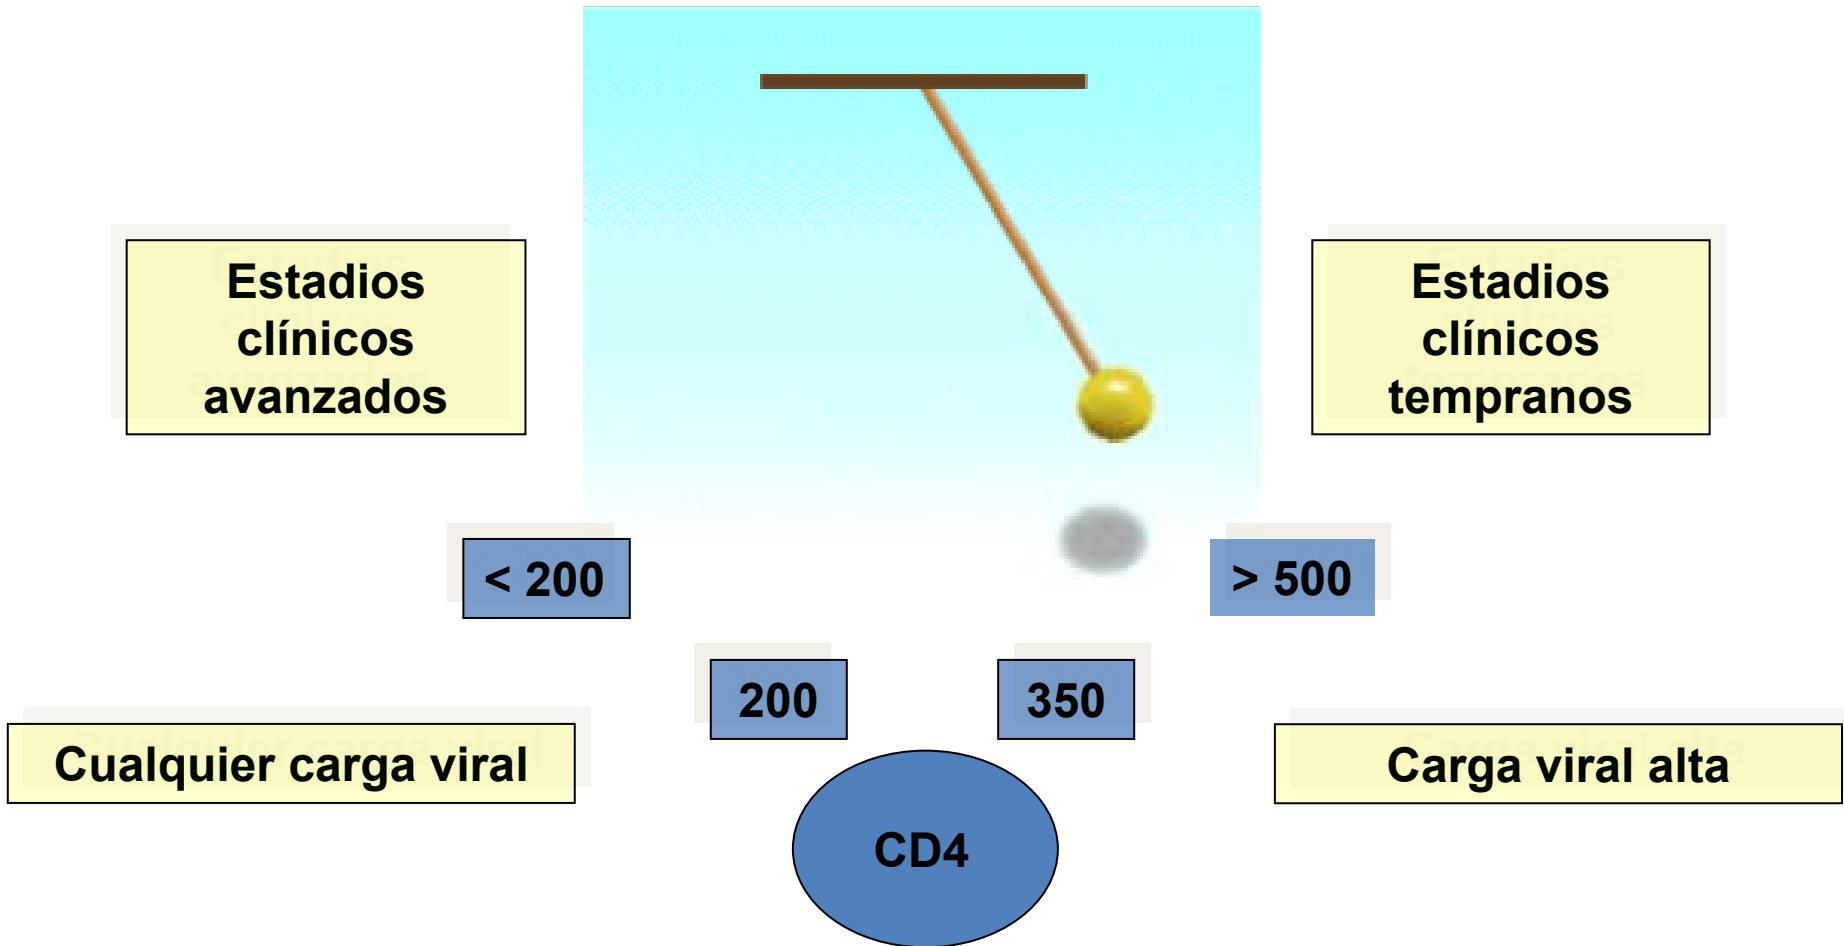 Estadios
clínicos
avanzados
Estadios
clínicos
tempranos
< 200
> 500
200
350
Cualquier carga viral
Carga viral alta
CD4